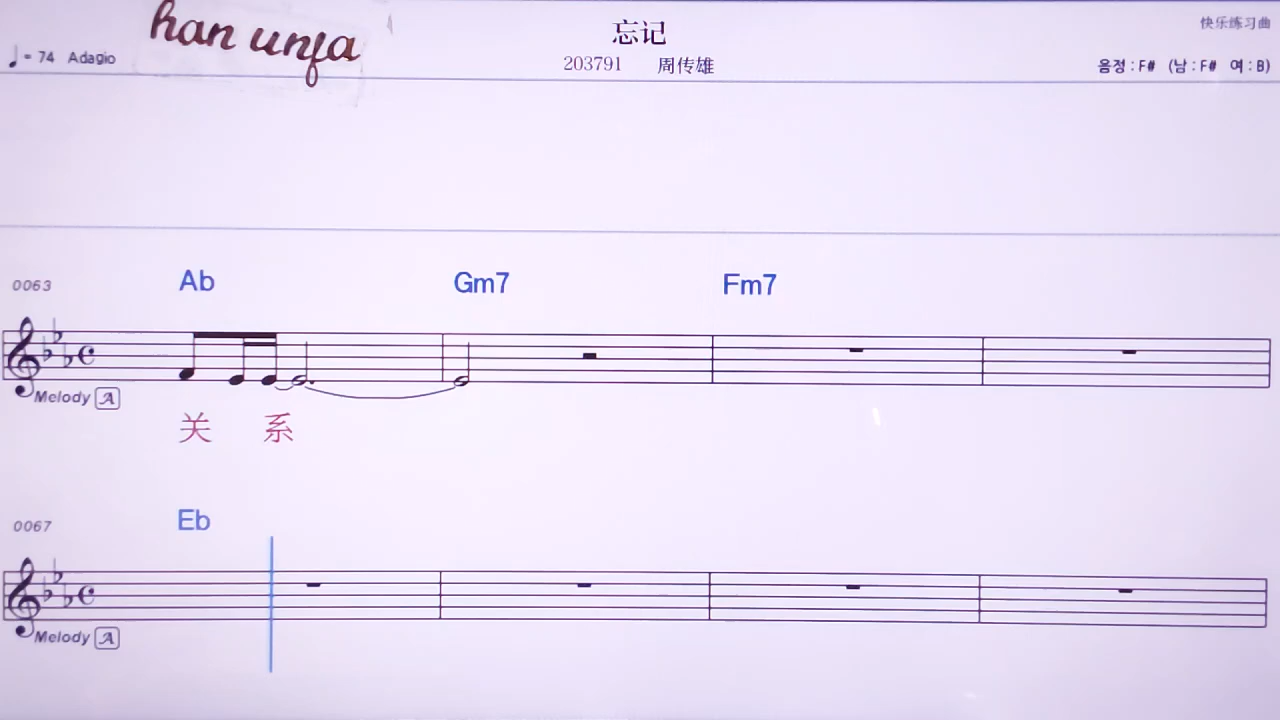 han unfa
忘记
快乐练习曲
♩= 74 Adagio
203791 周传雄
음정 : F# (남 : F# 여 : B)
0063 Ab Gm7 Fm7
Melody A
关 系
0067 Eb
Melody A